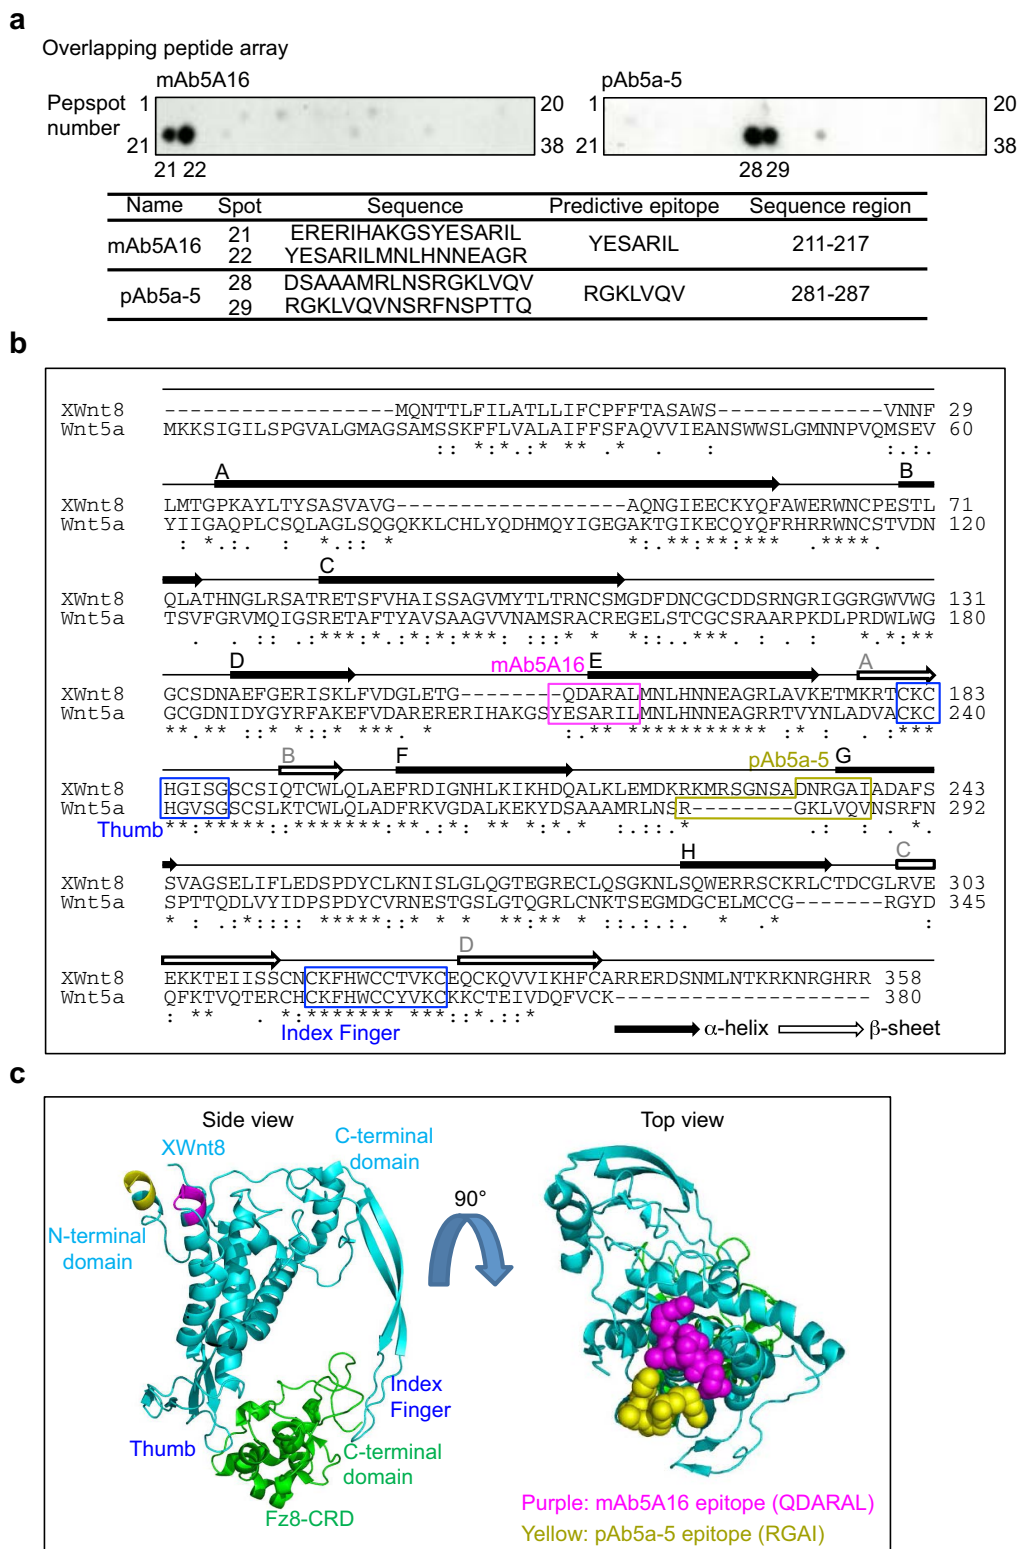 a
Overlapping peptide array
mAb5A16 pAb5a-5
Pepspot number
1 20
21 38
21 22
1 20
21 38
28 29
Name Spot Sequence Predictive epitope Sequence region
mAb5A16 21 ERERIHAKGSYESARIL YESARIL 211-217
22 YESARILMNLHNNEAGR
pAb5a-5 28 DSAAAMRLNSRGKLVQV RGKLVQV 281-287
29 RGKLVQVNSRFNSPTTQ
b
XWnt8 ------------------MQNTTLFILATLLIFCPFFTASAWS-------------VNNF 29
Wnt5a MKKSIGILSPGVALGMAGSAMSSKFFLVALAIFFSFAQVVIEANSWWSLGMNNPVQMSEV 60
A B
XWnt8 LMTGPKAYLTYSASVAVG------------------AQNGIEECKYQFAWERWNCPESTL 71
Wnt5a YIIGAQPLCSQLAGLSQGQKKLCHLYQDHMQYIGEGAKTGIKECQYQFRHRRWNCSTVDN 120
C
XWnt8 QLATHNGLRSATRETSFVHAISSAGVMYTLTRNCSMGDFDNCGCDDSRNGRIGGRGWVWG 131
Wnt5a TSVFGRVMQIGSRETAFTYAVSAAGVVNAMSRACREGELSTCGCSRAARPKDLPRDWLWG 180
D mAb5A16 E A
XWnt8 GCSDNAEFGERISKLFVDGLETG--------QDARALMNLHNNEAGRLAVKETMKRTCKC 183
Wnt5a GCGDNIDYGYRFAKEFVDARERERIHAKGSYESARILMNLHNNEAGRRTVYNLADVACKC 240
B F pAb5a-5 G
XWnt8 HGISGSCSIQTCWLQLAEFRDIGNHLKIKHDQALKLEMDKRKMRSGNSADNRGAIADAFS 243
Wnt5a HGVSGSCSLKTCWLQLADFRKVGDALKEKYDSAAAMRLNSR--------GKLVQVNSRFN 292
Thumb
H C
XWnt8 SVAGSELIFLEDSPDYCLKNISLGLQGTEGRECLQSGKNLSQWERRSCKRLCTDCGLRVE 303
Wnt5a SPTTQDLVYIDPSPDYCVRNESTGSLGTQGRLCNKTSEGMDGCELMCCG-------RGYD 345
D
XWnt8 EKKTEIISSCNCKFHWCCTVKCEQCKQVVIKHFCARRERDSNMLNTKRKNRGHRR 358
Wnt5a QFKTVQTERCHCKFHWCCYVKCKKCTEIVDQFVCK-------------------- 380
Index Finger
α-helix β-sheet
c
Side view
XWnt8
C-terminal domain
N-terminal domain
Thumb
Index Finger
C-terminal domain
Fz8-CRD
90°
Top view
Purple: mAb5A16 epitope (QDARAL)
Yellow: pAb5a-5 epitope (RGAI)